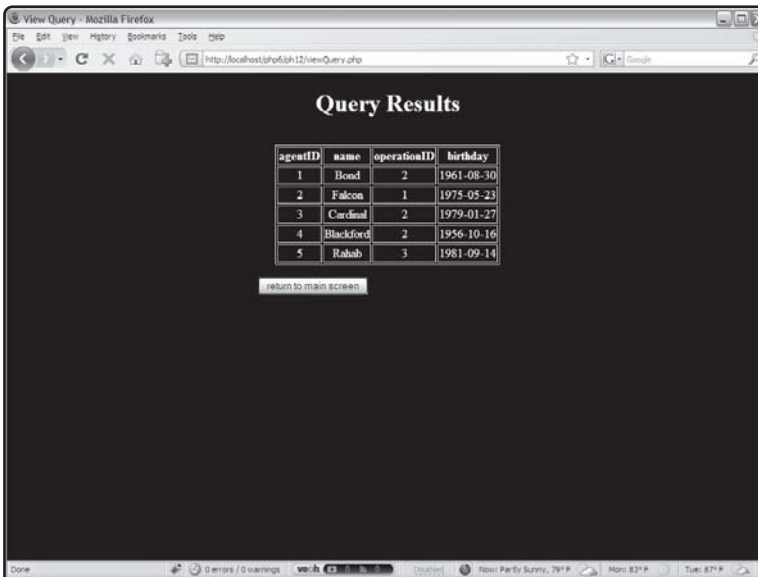 View Query - Mozilla Firefox
File Edit View History Bookmarks Tools Help
http://localhost/php6/ph12/viewQuery.php
G Google
Query Results
agentID name operationID birthday
1 Bond 2 1961-08-30
2 Falcon 1 1975-05-23
3 Cardinal 2 1979-01-27
4 Blackford 2 1956-10-16
5 Rahab 3 1981-09-14
return to main screen
Done 0 errors / 0 warnings Disabled Now: Partly Sunny, 79° F Mon: 83° F Tue: 87° F